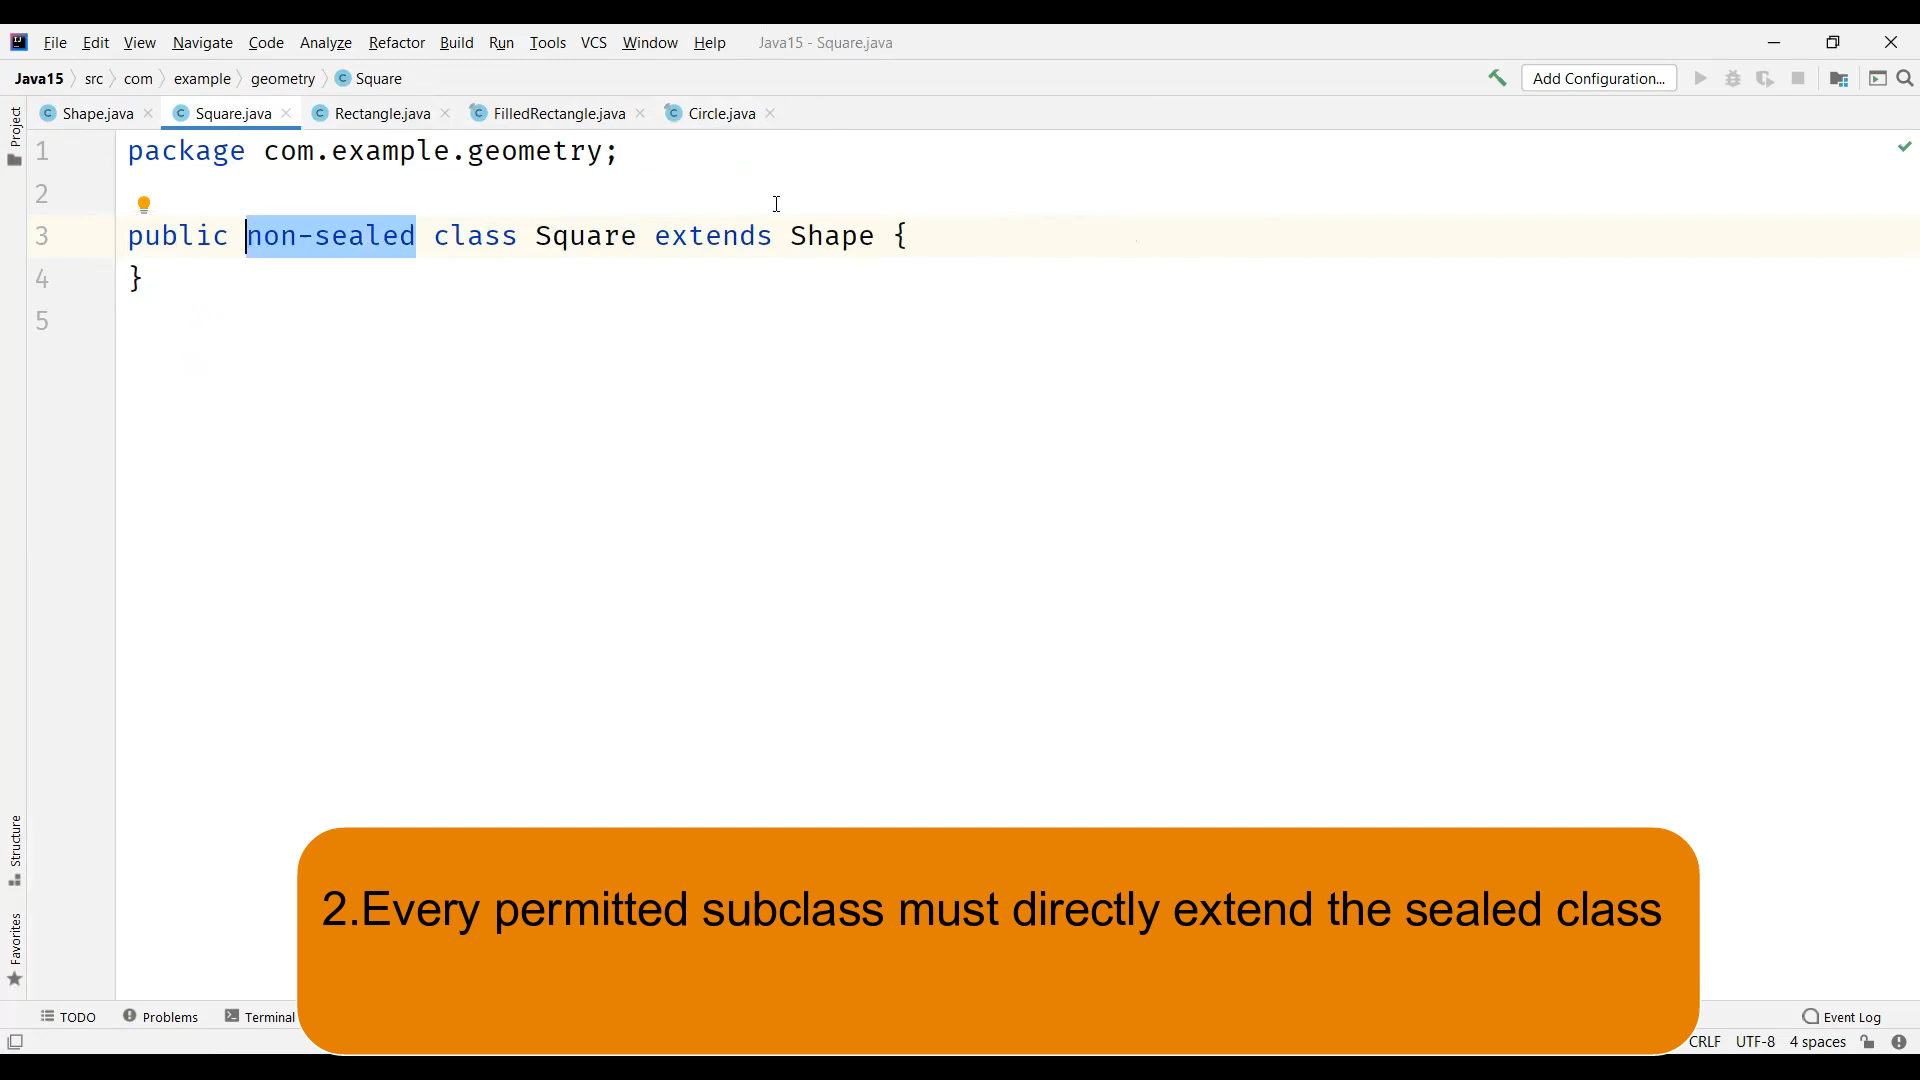 File Edit View Navigate Code Analyze Refactor Build Run Tools VCS Window Help Java15 - Square.java
Java15 src com example geometry C Square Add Configuration...
C Shape.java C Square.java C Rectangle.java C FilledRectangle.java C Circle.java
Project
1 package com.example.geometry;
2
3 public non-sealed class Square extends Shape {
4 }
5
Structure
Favorites
2.Every permitted subclass must directly extend the sealed class
TODO Problems Terminal Event Log
CRLF UTF-8 4 spaces